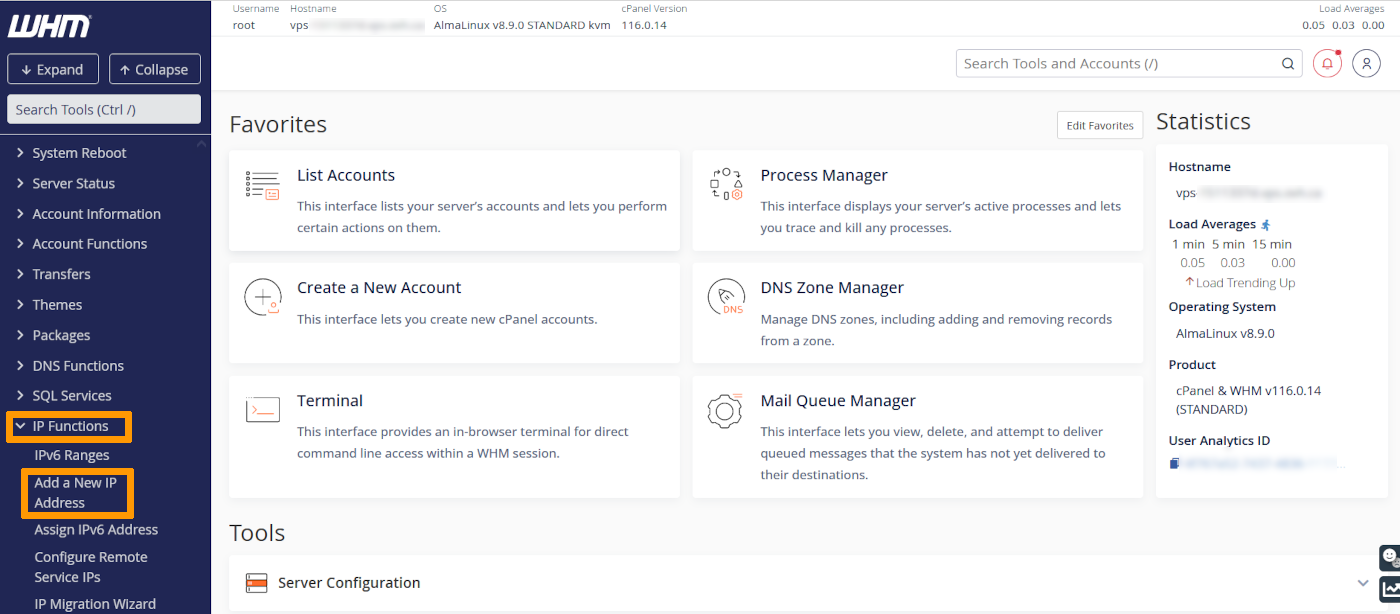 WHM
Expand
Collapse
Search Tools (Ctrl /)
System Reboot
Server Status
Account Information
Account Functions
Transfers
Themes
Packages
DNS Functions
SQL Services
IP Functions
IPv6 Ranges
Add a New IP
Address
Assign IPv6 Address
Configure Remote
Service IPs
IP Migration Wizard
Username Hostname OS cPanel Version Load Averages
root vps AlmaLinux v8.9.0 STANDARD kvm 116.0.14 0.05 0.03 0.00
Search Tools and Accounts (/)
Favorites
Edit Favorites
List Accounts
This interface lists your server's accounts and lets you perform
certain actions on them.
Process Manager
This interface displays your server's active processes and lets
you trace and kill any processes.
Create a New Account
This interface lets you create new cPanel accounts.
DNS
DNS Zone Manager
Manage DNS zones, including adding and removing records
from a zone.
Terminal
This interface provides an in-browser terminal for direct
command line access within a WHM session.
Mail Queue Manager
This interface lets you view, delete, and attempt to deliver
queued messages that the system has not yet delivered to
their destinations.
Tools
Server Configuration
Statistics
Hostname
vps
Load Averages
1 min 5 min 15 min
0.05 0.03 0.00
Load Trending Up
Operating System
AlmaLinux v8.9.0
Product
cPanel & WHM v116.0.14
(STANDARD)
User Analytics ID